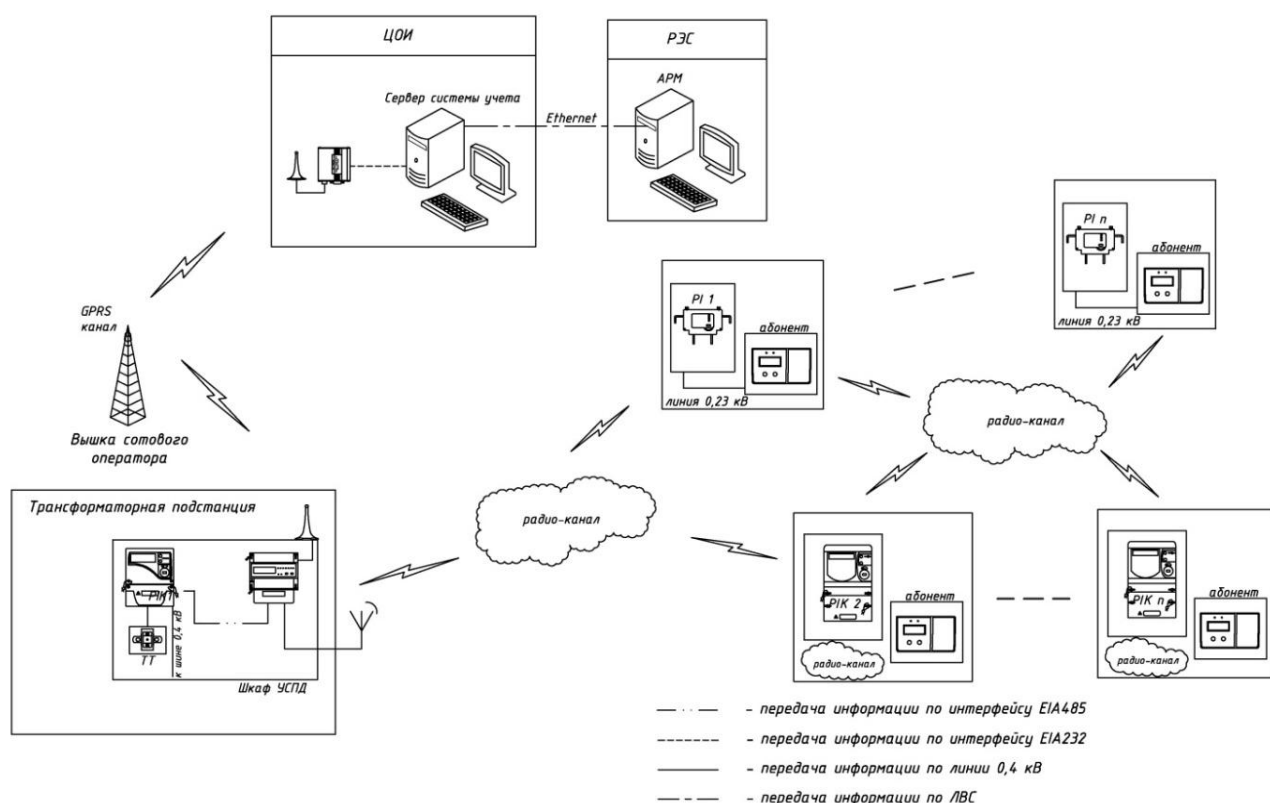 ЦОИ
РЭС
Сервер системы учета
Ethernet
АРМ
GPRS
канал
Вышка сотового
оператора
PI 1
абонент
линия 0,23 кВ
PI n
абонент
линия 0,23 кВ
радио-канал
радио-канал
Трансформаторная подстанция
PIK 1
ТТ
к шине 0,4 кВ
Шкаф УСПД
PIK 2
абонент
радио-канал
PIK n
абонент
радио-канал
- передача информации по интерфейсу EIA485
- передача информации по интерфейсу EIA232
- передача информации по линии 0,4 кВ
- передача информации по ЛВС